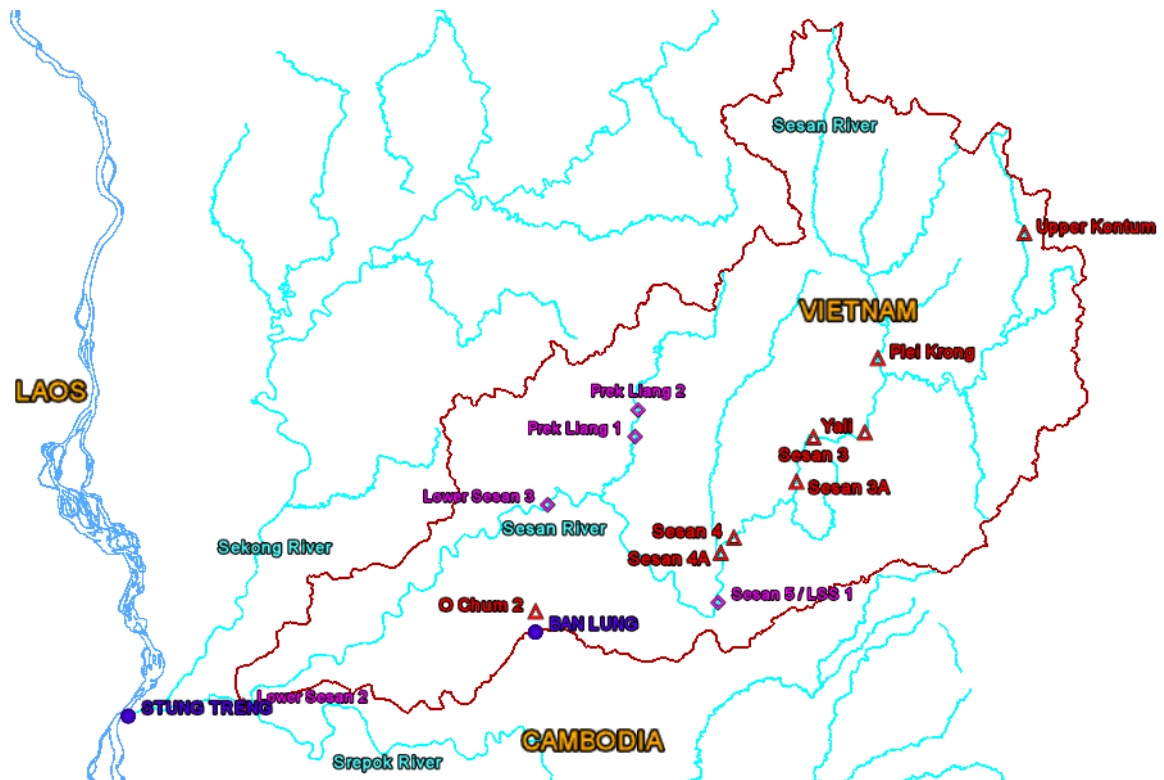 Sesan River
Upper Kontum
VIETNAM
Plei Krong
LAOS
Prek Liang 2
Prek Liang 1
Yali
Sesan 3
Sesan 3A
Lower Sesan 3
Sesan River
Sekong River
Sesan 4
Sesan 4A
Sesan 5 / LSS 1
O Chum 2
BAN LUNG
Lower Sesan 2
STUNG TRENG
CAMBODIA
Srepok River